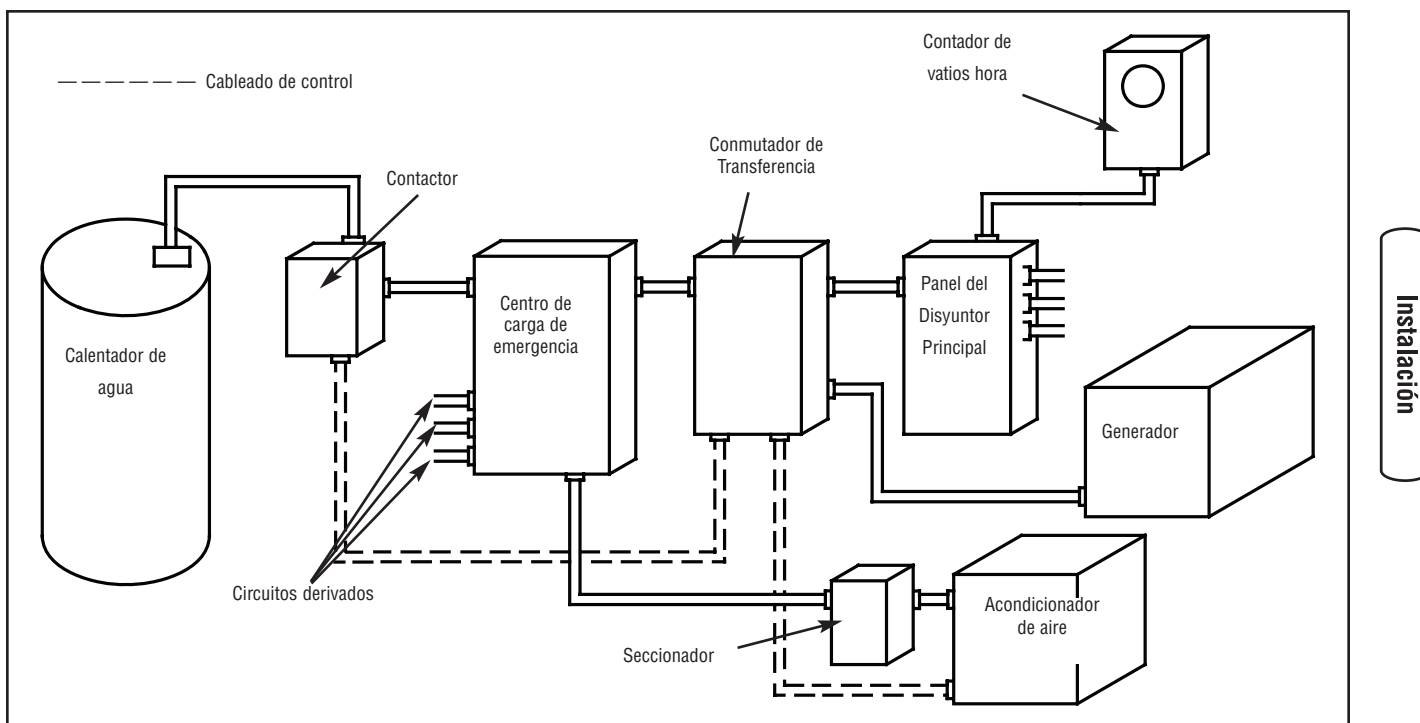 Contador de
vatios hora
Cableado de control
Conmutador de
Transferencia
Contactor
Panel del
Disyuntor
Principal
Centro de
carga de
emergencia
Calentador de
agua
Generador
Circuitos derivados
Acondicionador
de aire
Seccionador
Instalación